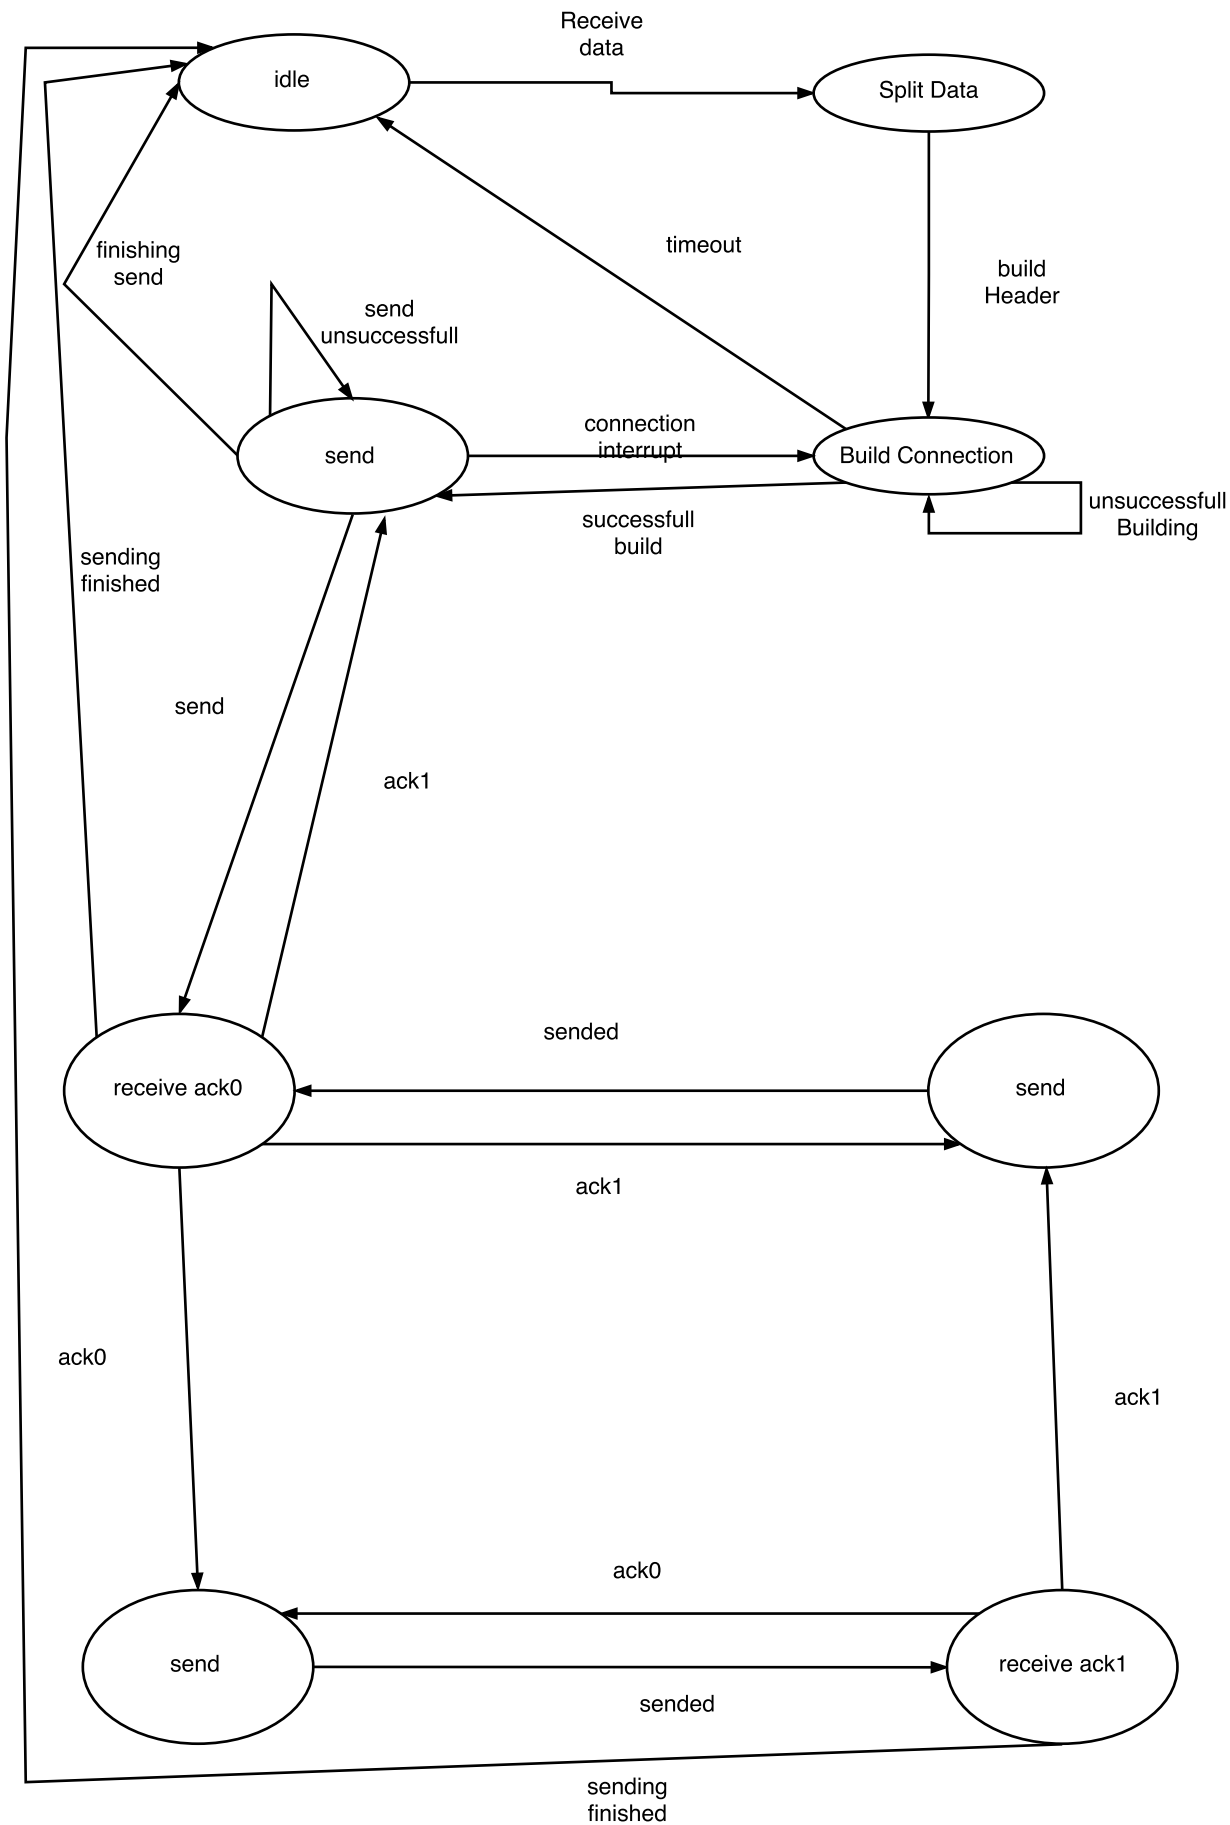 Receive
data
idle
Split Data
finishing
send
timeout
build
Header
send
unsuccessfull
connection
interrupt
send
Build Connection
unsuccessfull
Building
successfull
build
sending
finished
send
ack1
sended
receive ack0
send
ack1
ack0
ack1
ack0
send
receive ack1
sended
sending
finished